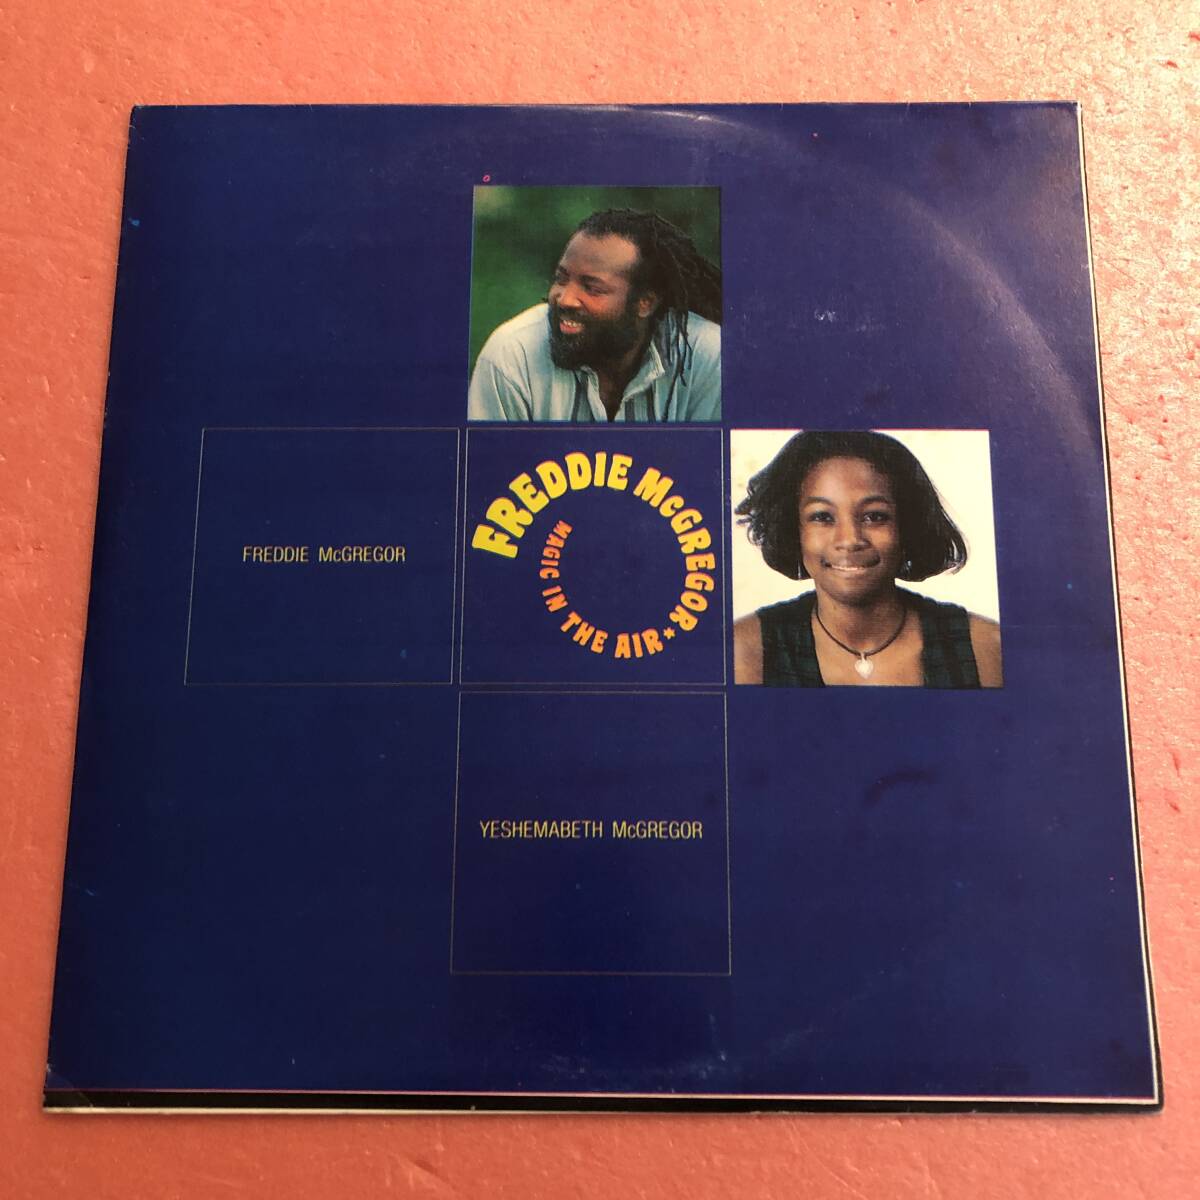 FREDDIE McGREGOR
FREDDIE McGREGOR
MAGIC IN THE AIR★
YESHEMABETH McGREGOR